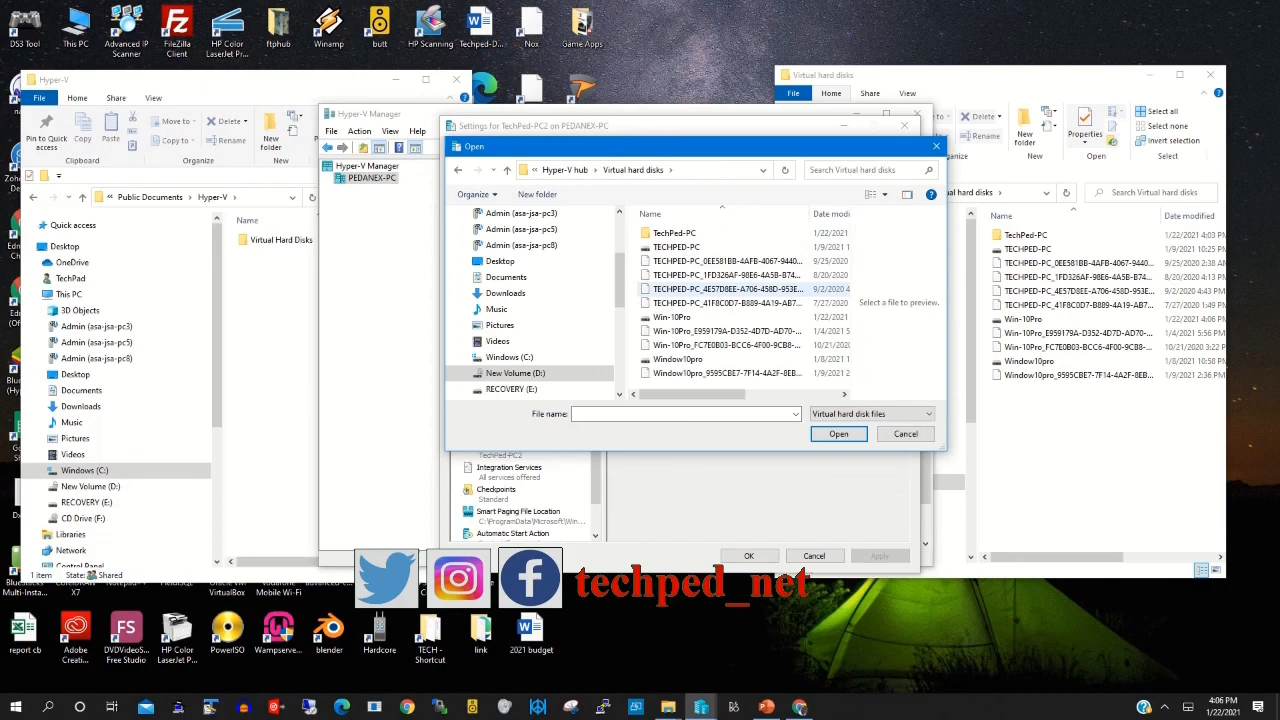 DS3 Tool
This PC
Advanced IP
Scanner
FileZilla
Client
HP Color
LaserJet Pro...
ftphub
Winamp
butt
HP Scanning
Techped-D...
Nox
Game Apps
Hyper-V
File
Home
Share
View
Pin to Quick
access
Copy
Paste
Clipboard
Move to
Copy to
Delete
Rename
Organize
New
folder
New
Public Documents
Hyper-V
Name
Virtual Hard Disks
Quick access
Desktop
OneDrive
TechPad
This PC
3D Objects
Admin (asa-jsa-pc3)
Admin (asa-jsa-pc5)
Admin (asa-jsa-pc8)
Desktop
Documents
Downloads
Music
Pictures
Videos
Windows (C:)
New Volume (D:)
RECOVERY (E:)
CD Drive (F:)
Libraries
Network
Control Panel
1 item
State:
Shared
Hyper-V Manager
File
Action
View
Help
Hyper-V Manager
PEDANEX-PC
Settings for TechPed-PC2 on PEDANEX-PC
Open
Hyper-V hub
Virtual hard disks
Search Virtual hard disks
Organize
New folder
Admin (asa-jsa-pc3)
Admin (asa-jsa-pc5)
Admin (asa-jsa-pc8)
Desktop
Documents
Downloads
Music
Pictures
Videos
Windows (C:)
New Volume (D:)
RECOVERY (E:)
Name
Date modi
TechPed-PC
1/22/2021
TECHPED-PC
1/9/2021 1
TECHPED-PC_0EE581BB-4AFB-4067-9440...
9/25/2020
TECHPED-PC_1FD326AF-98E6-4A5B-B74...
8/20/2020
TECHPED-PC_4E57D8EE-A706-458D-953E...
9/2/2020 4
TECHPED-PC_41F8C0D7-B889-4A19-AB7...
7/27/2020
Win-10Pro
1/22/2021
Win-10Pro_E959179A-D352-4D7D-AD70-...
1/4/2021 5
Win-10Pro_FC7E0B03-BCC6-4F00-9CB8-...
10/21/2020
Window10pro
1/8/2021 1
Window10pro_9595CBE7-7F14-4A2F-8EB...
1/9/2021 2
Select a file to preview.
File name:
Virtual hard disk files
Open
Cancel
TechPed-PC2
Integration Services
All services offered
Checkpoints
Standard
Smart Paging File Location
C:\ProgramData\Microsoft\Win...
Automatic Start Action
OK
Cancel
Apply
Virtual hard disks
File
Home
Share
View
Delete
Rename
New
folder
New
Properties
Open
Select all
Select none
Invert selection
Select
Search Virtual hard disks
Name
Date modified
TechPed-PC
1/22/2021 4:03 PM
TECHPED-PC
1/9/2021 10:25 PM
TECHPED-PC_0EE581BB-4AFB-4067-9440...
9/25/2020 2:38 AM
TECHPED-PC_1FD326AF-98E6-4A5B-B74...
8/20/2020 4:13 PM
TECHPED-PC_4E57D8EE-A706-458D-953E...
9/2/2020 4:43 PM
TECHPED-PC_41F8C0D7-B889-4A19-AB7...
7/27/2020 1:49 PM
Win-10Pro
1/22/2021 4:06 PM
Win-10Pro_E959179A-D352-4D7D-AD70-...
1/4/2021 5:56 PM
Win-10Pro_FC7E0B03-BCC6-4F00-9CB8-...
10/21/2020 3:22 P
Window10pro
1/8/2021 10:58 PM
Window10pro_9595CBE7-7F14-4A2F-8EB...
1/9/2021 2:36 PM
techped_net
Multi-Insta...
X7
VirtualBox
Mobile Wi-Fi
report cb
Adobe
Creati...
DVDVideoS...
Free Studio
HP Color
LaserJet P...
PowerISO
Wampserve...
blender
Hardcore
TECH -
Shortcut
link
2021 budget
4:06 PM
1/22/2021